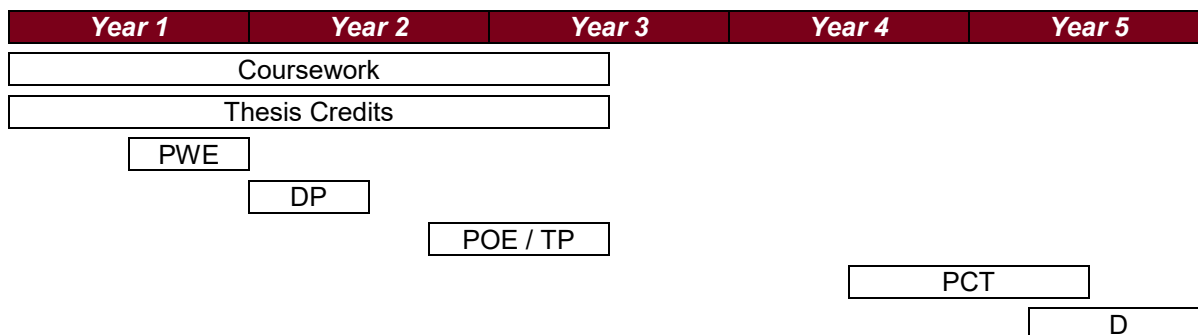 Year 1 Year 2 Year 3 Year 4 Year 5
Coursework
Thesis Credits
PWE
DP
POE / TP
PCT
D